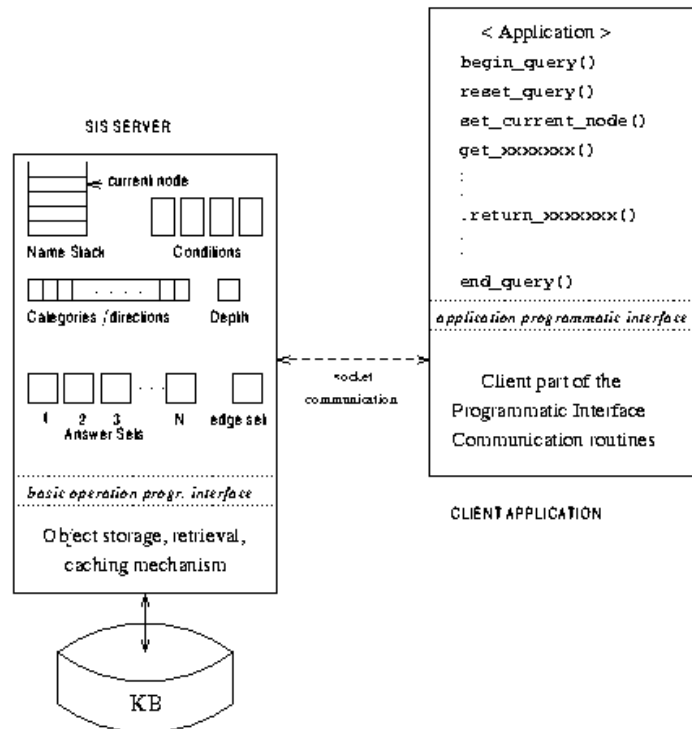 SIS SERVER
current node
Name Stack
Conditions
Categories / directions
Depth
. . . .
. . .
1 2 3 N edge set
Answer Sets
basic operation progr. interface
Object storage, retrieval,
caching mechanism
KB
socket
communication
< Application >
begin_query()
reset_query()
set_current_node()
get_xxxxxxx()
:
.
.return_xxxxxxx()
:
.
end_query()
application programmatic interface
Client part of the
Programmatic Interface
Communication routines
CLIENT APPLICATION